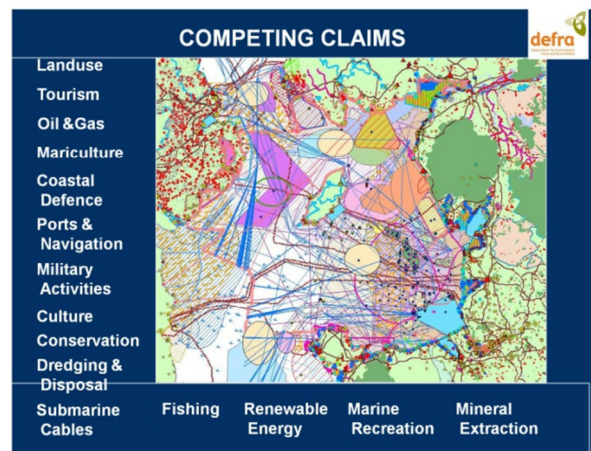 COMPETING CLAIMS
defra
Landuse
Tourism
Oil &Gas
Mariculture
Coastal
Defence
Ports &
Navigation
Military
Activities
Culture
Conservation
Dredging &
Disposal
Submarine
Cables
Fishing
Renewable
Energy
Marine
Recreation
Mineral
Extraction